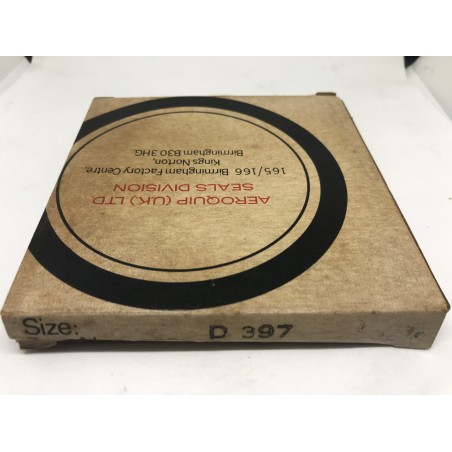 AEROQUIP (UK) LTD
SEALS DIVISION
165/166 Birmingham Factory Centre,
Kings Norton,
Birmingham B30 3HG
Size:
D 397